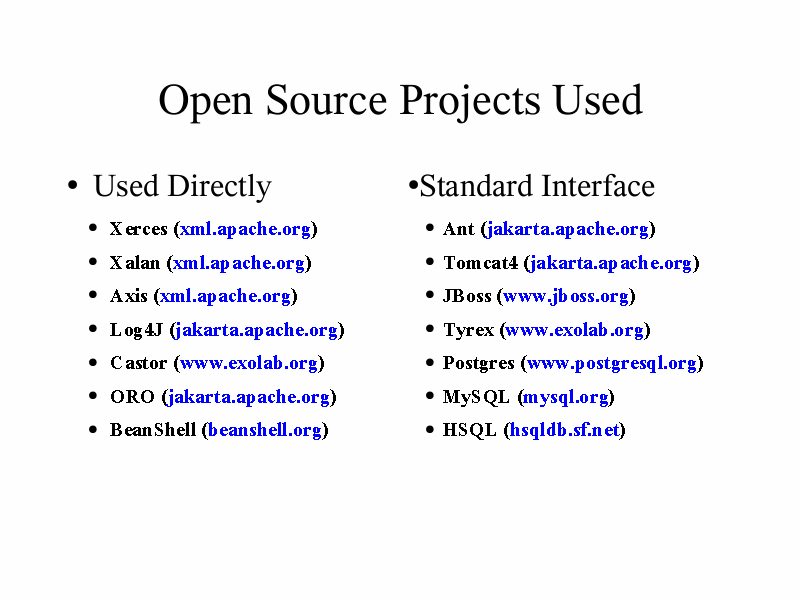 Open Source Projects Used
• Used Directly
• Xerces (xml.apache.org)
• Xalan (xml.apache.org)
• Axis (xml.apache.org)
• Log4J (jakarta.apache.org)
• Castor (www.exolab.org)
• ORO (jakarta.apache.org)
• BeanShell (beanshell.org)
•Standard Interface
• Ant (jakarta.apache.org)
• Tomcat4 (jakarta.apache.org)
• JBoss (www.jboss.org)
• Tyrex (www.exolab.org)
• Postgres (www.postgresql.org)
• MySQL (mysql.org)
• HSQL (hsqldb.sf.net)